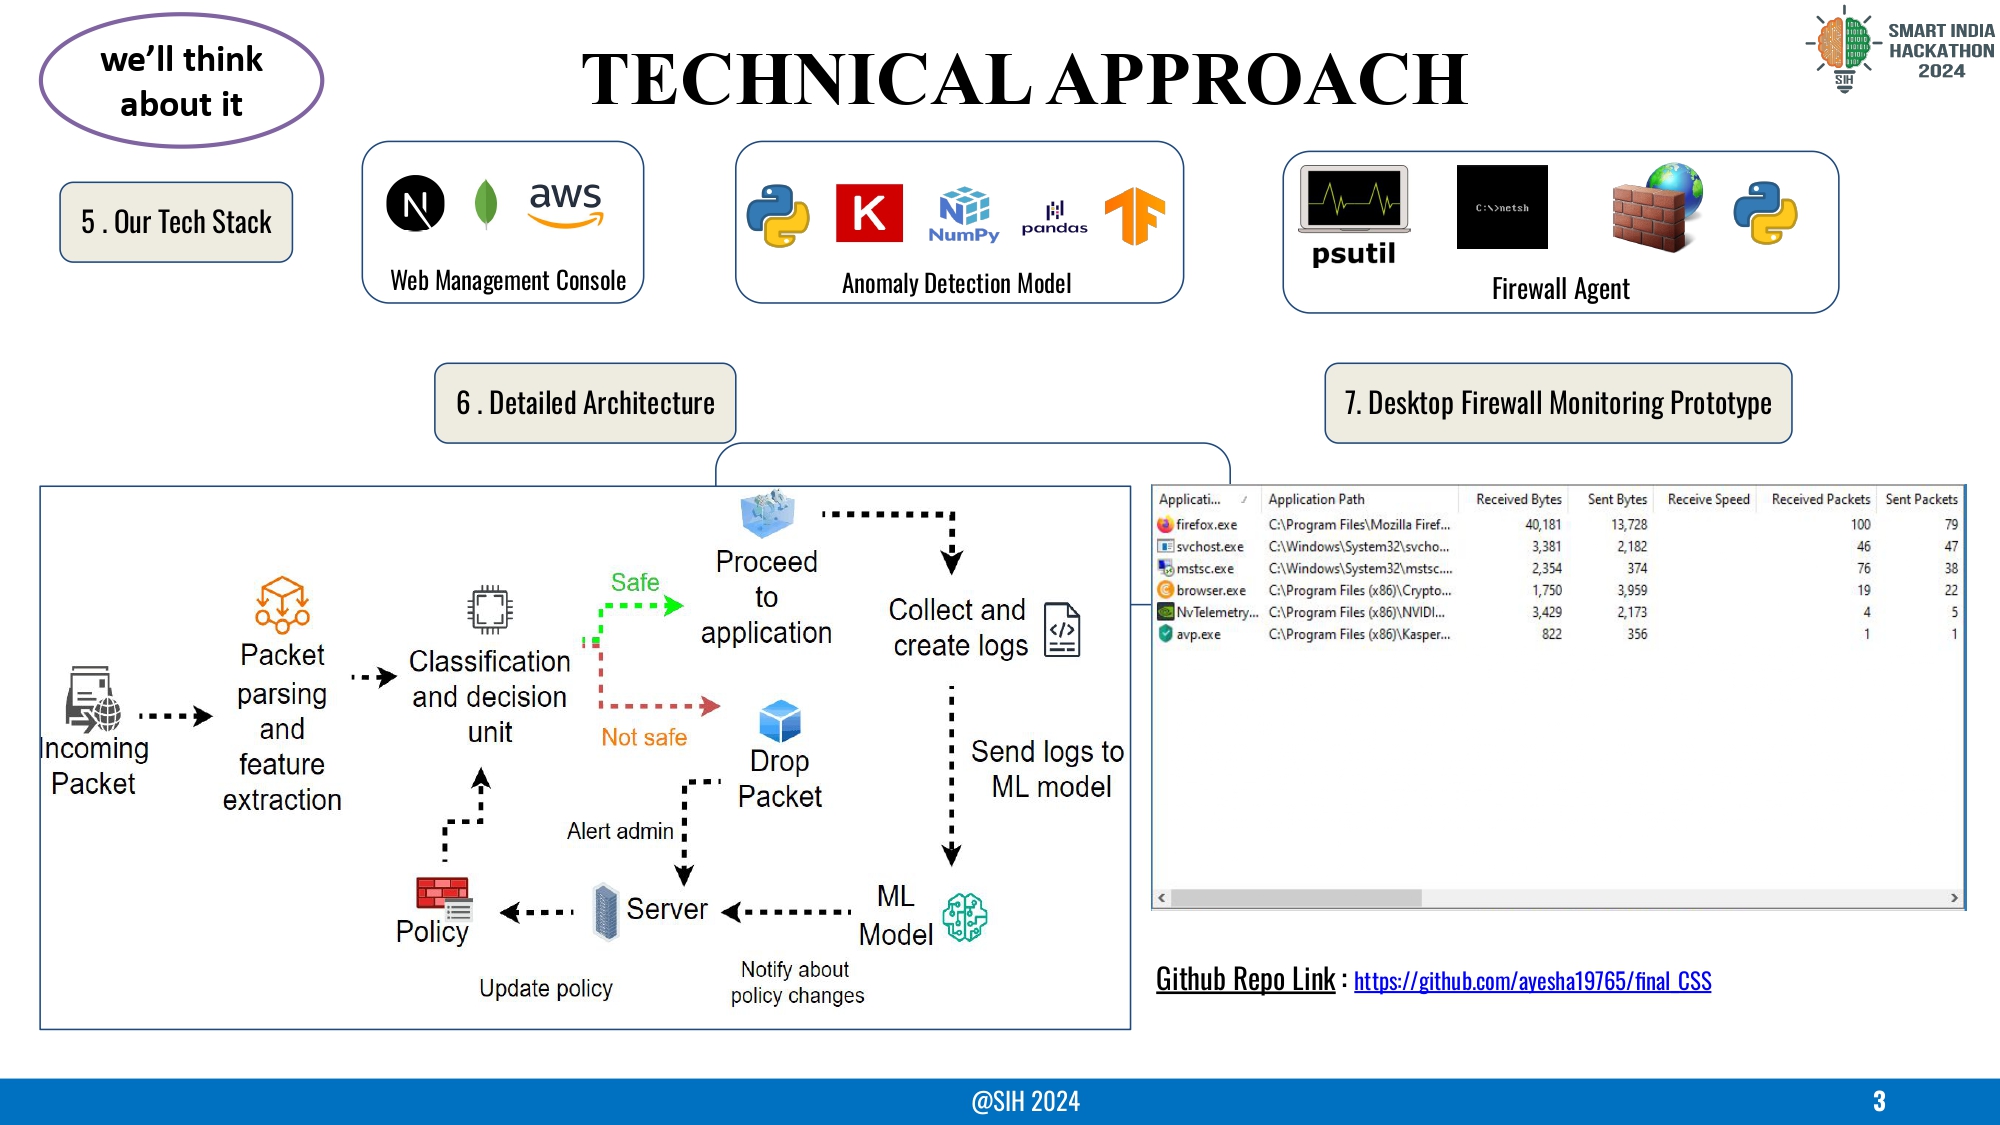 we'll think
about it
TECHNICAL APPROACH
SMART INDIA
HACKATHON
2024
SIH
5 . Our Tech Stack
N
aws
Web Management Console
K
NumPy
pandas
Anomaly Detection Model
psutil
C:\>netsh
Firewall Agent
6 . Detailed Architecture
7. Desktop Firewall Monitoring Prototype
Incoming
Packet
Packet
parsing
and
feature
extraction
Classification
and decision
unit
Safe
Not safe
Proceed
to
application
Collect and
create logs
</>
Drop
Packet
Send logs to
ML model
Alert admin
Policy
Server
ML
Model
Update policy
Notify about
policy changes
Applicati... Application Path Received Bytes Sent Bytes Receive Speed Received Packets Sent Packets
firefox.exe C:\Program Files\Mozilla Firef... 40,181 13,728 100 79
svchost.exe C:\Windows\System32\svcho... 3,381 2,182 46 47
mstsc.exe C:\Windows\System32\mstsc.... 2,354 374 76 38
browser.exe C:\Program Files (x86)\Crypto... 1,750 3,959 19 22
NvTelemetry... C:\Program Files (x86)\NVIDI... 3,429 2,173 4 5
avp.exe C:\Program Files (x86)\Kasper... 822 356 1 1
Github Repo Link : https://github.com/ayesha19765/final_CSS
@SIH 2024
3